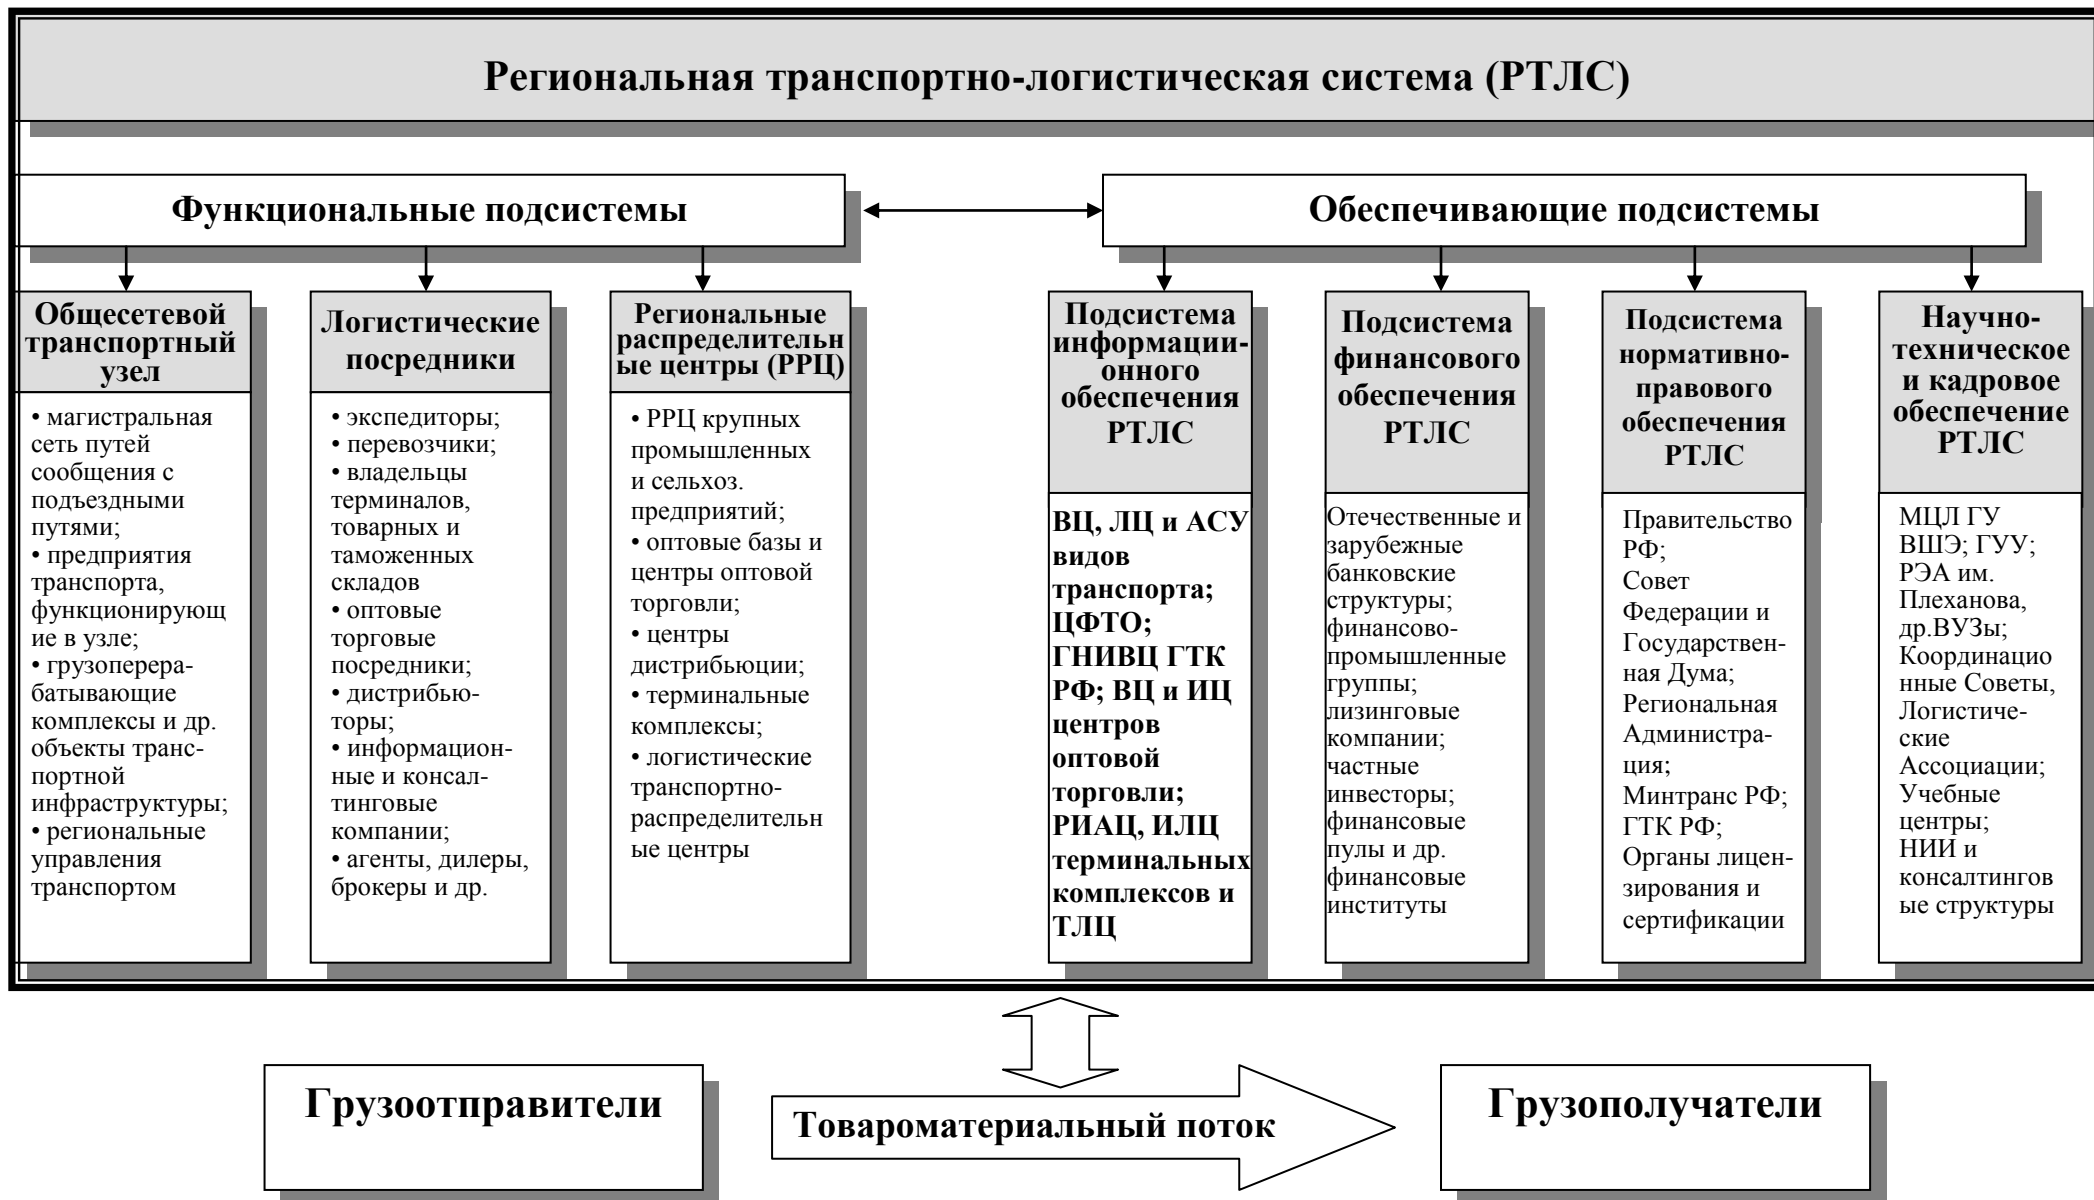 Региональная транспортно-логистическая система (РТЛС)
Функциональные подсистемы
Обеспечивающие подсистемы
Общесетевой
транспортный
узел
• магистральная
сеть путей
сообщения с
подъездными
путями;
• предприятия
транспорта,
функционирующ
ие в узле;
• грузоперера-
батывающие
комплексы и др.
объекты транс-
портной
инфраструктуры;
• региональные
управления
транспортом
Логистические
посредники
• экспедиторы;
• перевозчики;
• владельцы
терминалов,
товарных и
таможенных
складов
• оптовые
торговые
посредники;
• дистрибью-
торы;
• информацион-
ные и консал-
тинговые
компании;
• агенты, дилеры,
брокеры и др.
Региональные
распределительн
ые центры (РРЦ)
• РРЦ крупных
промышленных
и сельхоз.
предприятий;
• оптовые базы и
центры оптовой
торговли;
• центры
дистрибьюции;
• терминальные
комплексы;
• логистические
транспортно-
распределительн
ые центры
Подсистема
информаци-
онного
обеспечения
РТЛС
ВЦ, ЛЦ и АСУ
видов
транспорта;
ЦФТО;
ГНИВЦ ГТК
РФ; ВЦ и ИЦ
центров
оптовой
торговли;
РИАЦ, ИЛЦ
терминальных
комплексов и
ТЛЦ
Подсистема
финансового
обеспечения
РТЛС
Отечественные и
зарубежные
банковские
структуры;
финансово-
промышленные
группы;
лизинговые
компании;
частные
инвесторы;
финансовые
пулы и др.
финансовые
институты
Подсистема
нормативно-
правового
обеспечения
РТЛС
Правительство
РФ;
Совет
Федерации и
Государствен-
ная Дума;
Региональная
Администра-
ция;
Минтранс РФ;
ГТК РФ;
Органы лицен-
зирования и
сертификации
Научно-
техническое
и кадровое
обеспечение
РТЛС
МЦЛ ГУ
ВШЭ; ГУУ;
РЭА им.
Плеханова,
др.ВУЗы;
Координацио
нные Советы,
Логистиче-
ские
Ассоциации;
Учебные
центры;
НИИ и
консалтингов
ые структуры
Грузоотправители
Товароматериальный поток
Грузополучатели